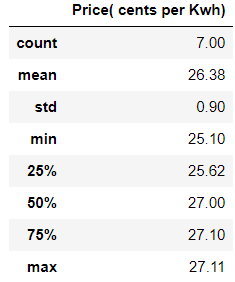 Price( cents per Kwh)
count 7.00
mean 26.38
std 0.90
min 25.10
25% 25.62
50% 27.00
75% 27.10
max 27.11